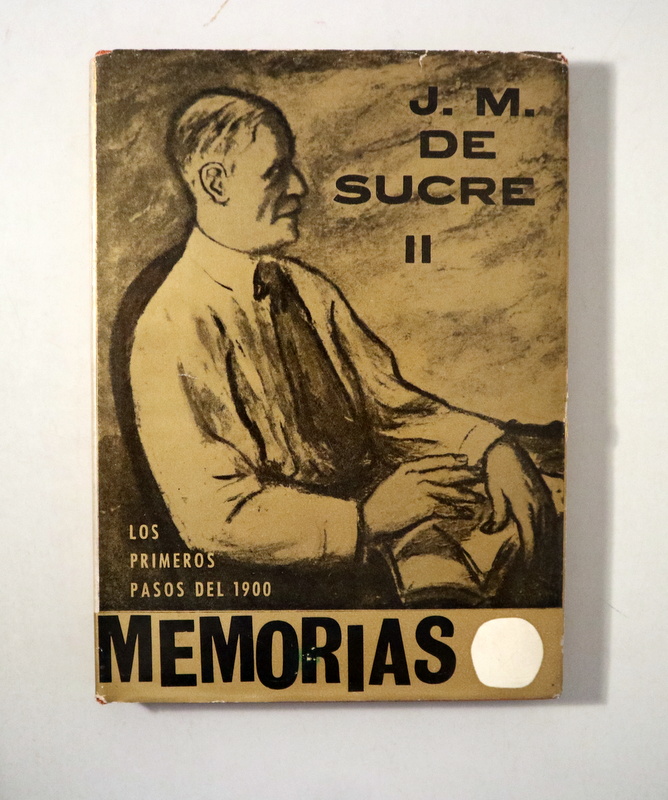 J. M.
DE
SUCRE
II
LOS
PRIMEROS
PASOS DEL 1900
MEMORIAS